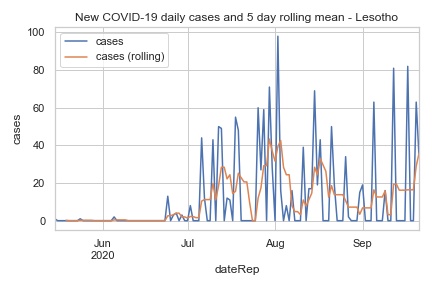 New COVID-19 daily cases and 5 day rolling mean - Lesotho
cases
cases (rolling)
100
80
60
40
20
0
cases
Jun
2020
Jul
Aug
Sep
dateRep